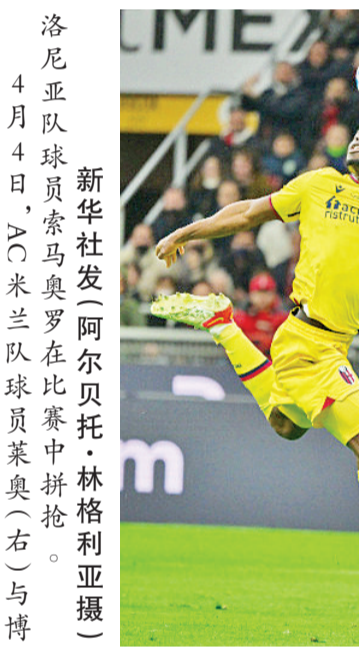 4月4日，AC米兰队球员莱奥（右）与博
洛尼亚队球员索马奥罗在比赛中拼抢。
新华社发（阿尔贝托·林格利亚摄）
MEX
ristrut
m